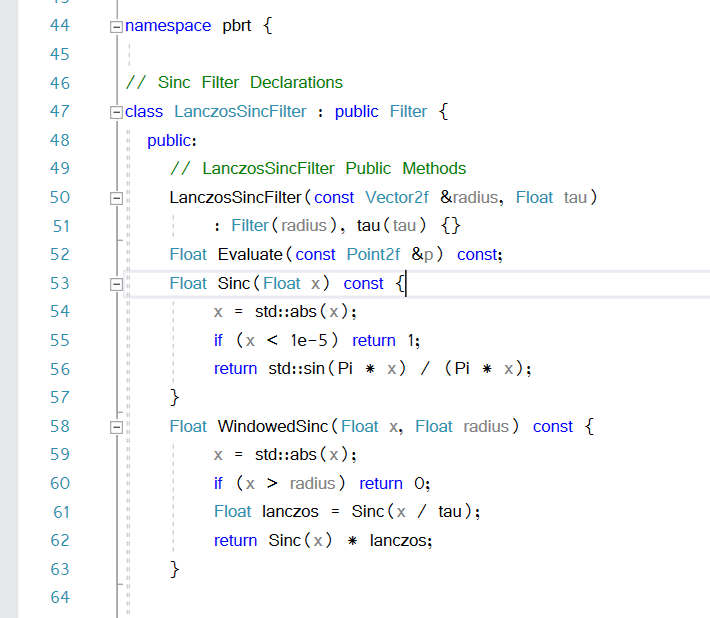 44 namespace pbrt {
45
46 // Sinc Filter Declarations
47 class LanczosSincFilter : public Filter {
48 public:
49 // LanczosSincFilter Public Methods
50 LanczosSincFilter(const Vector2f &radius, Float tau)
51 : Filter(radius), tau(tau) {}
52 Float Evaluate(const Point2f &p) const;
53 Float Sinc(Float x) const {
54 x = std::abs(x);
55 if (x < 1e-5) return 1;
56 return std::sin(Pi * x) / (Pi * x);
57 }
58 Float WindowedSinc(Float x, Float radius) const {
59 x = std::abs(x);
60 if (x > radius) return 0;
61 Float lanczos = Sinc(x / tau);
62 return Sinc(x) * lanczos;
63 }
64